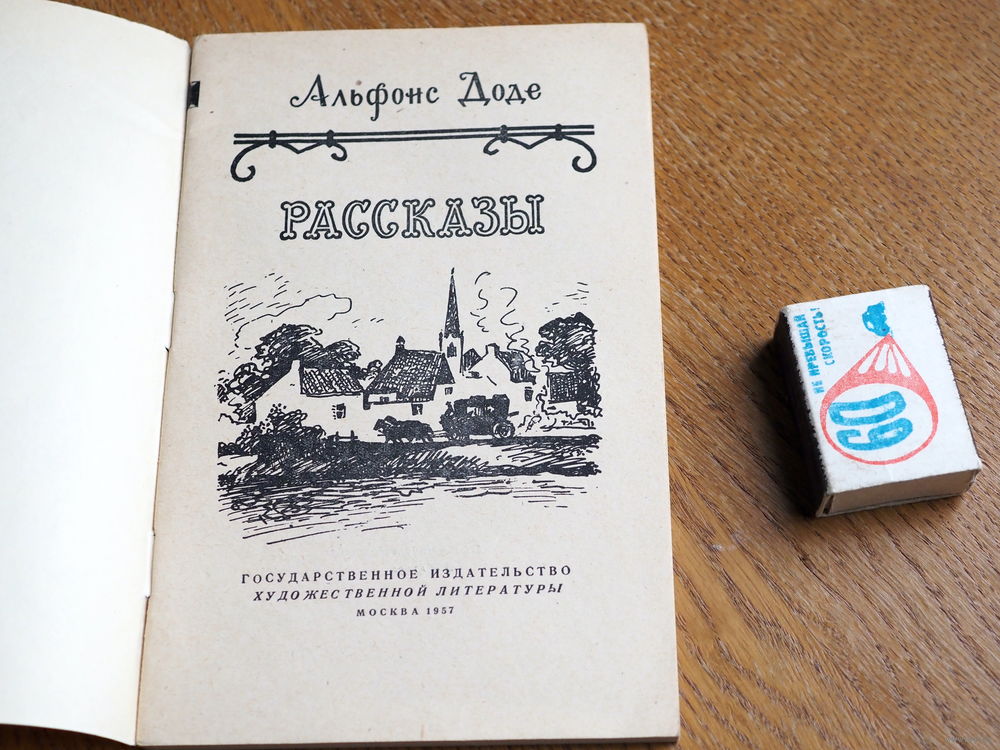 Альфонс Доде
РАССКАЗЫ
ГОСУДАРСТВЕННОЕ ИЗДАТЕЛЬСТВО
ХУДОЖЕСТВЕННОЙ ЛИТЕРАТУРЫ
МОСКВА 1957
НЕ ПРЕВЫШАЙ
СКОРОСТЬ!
60